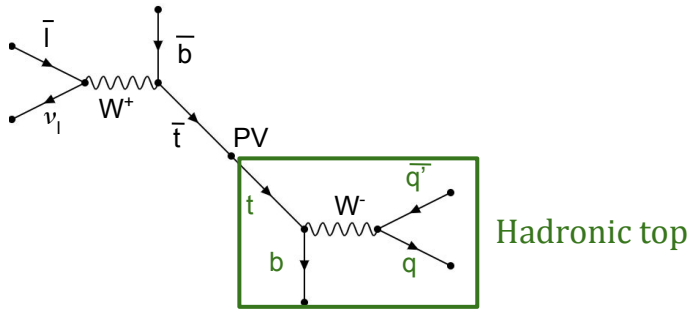 l̅
b̅
W⁺
ν_l
t̅
PV
t
W⁻
q̅'̅
b
q
Hadronic top